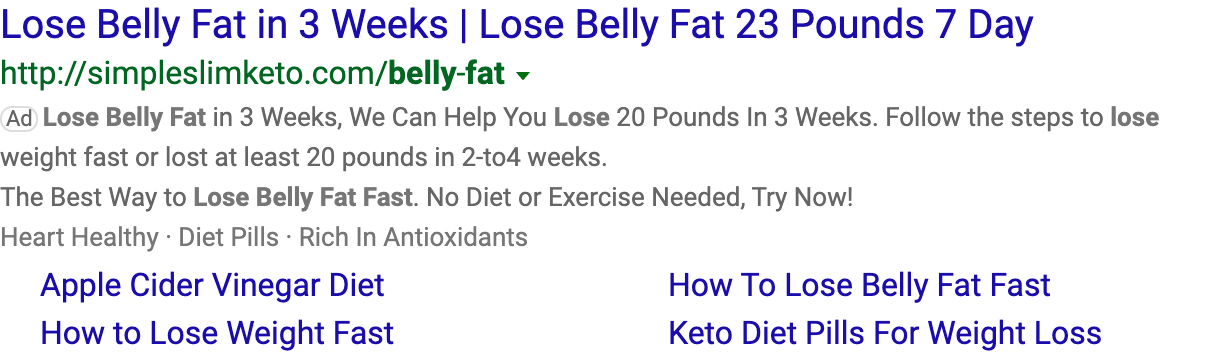 Lose Belly Fat in 3 Weeks | Lose Belly Fat 23 Pounds 7 Day
http://simpleslimketo.com/belly-fat
Ad Lose Belly Fat in 3 Weeks, We Can Help You Lose 20 Pounds In 3 Weeks. Follow the steps to lose
weight fast or lost at least 20 pounds in 2-to4 weeks.
The Best Way to Lose Belly Fat Fast. No Diet or Exercise Needed, Try Now!
Heart Healthy · Diet Pills · Rich In Antioxidants
Apple Cider Vinegar Diet
How To Lose Belly Fat Fast
How to Lose Weight Fast
Keto Diet Pills For Weight Loss